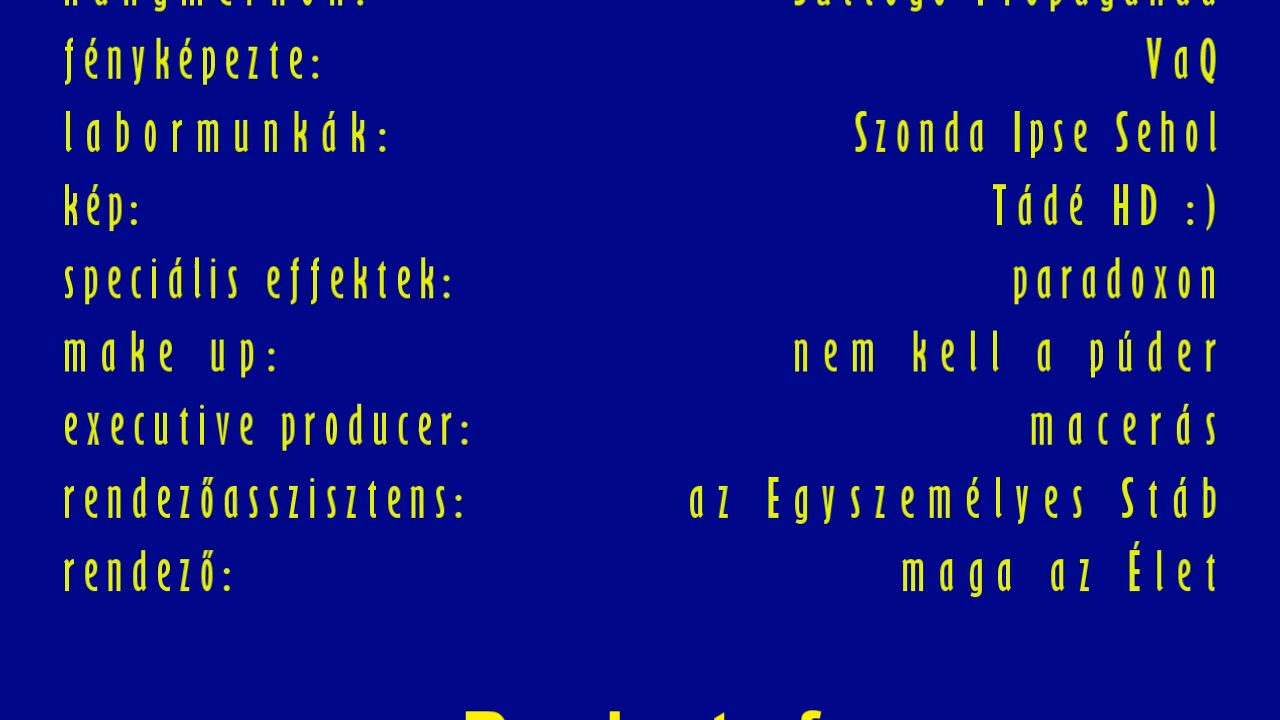 fényképezte: VaQ
labormunkák: Szonda Ipse Sehol
kép: Tádé HD :)
speciális effektek: paradoxon
make up: nem kell a púder
executive producer: macerás
rendezőasszisztens: az Egyszemélyes Stáb
rendező: maga az Élet